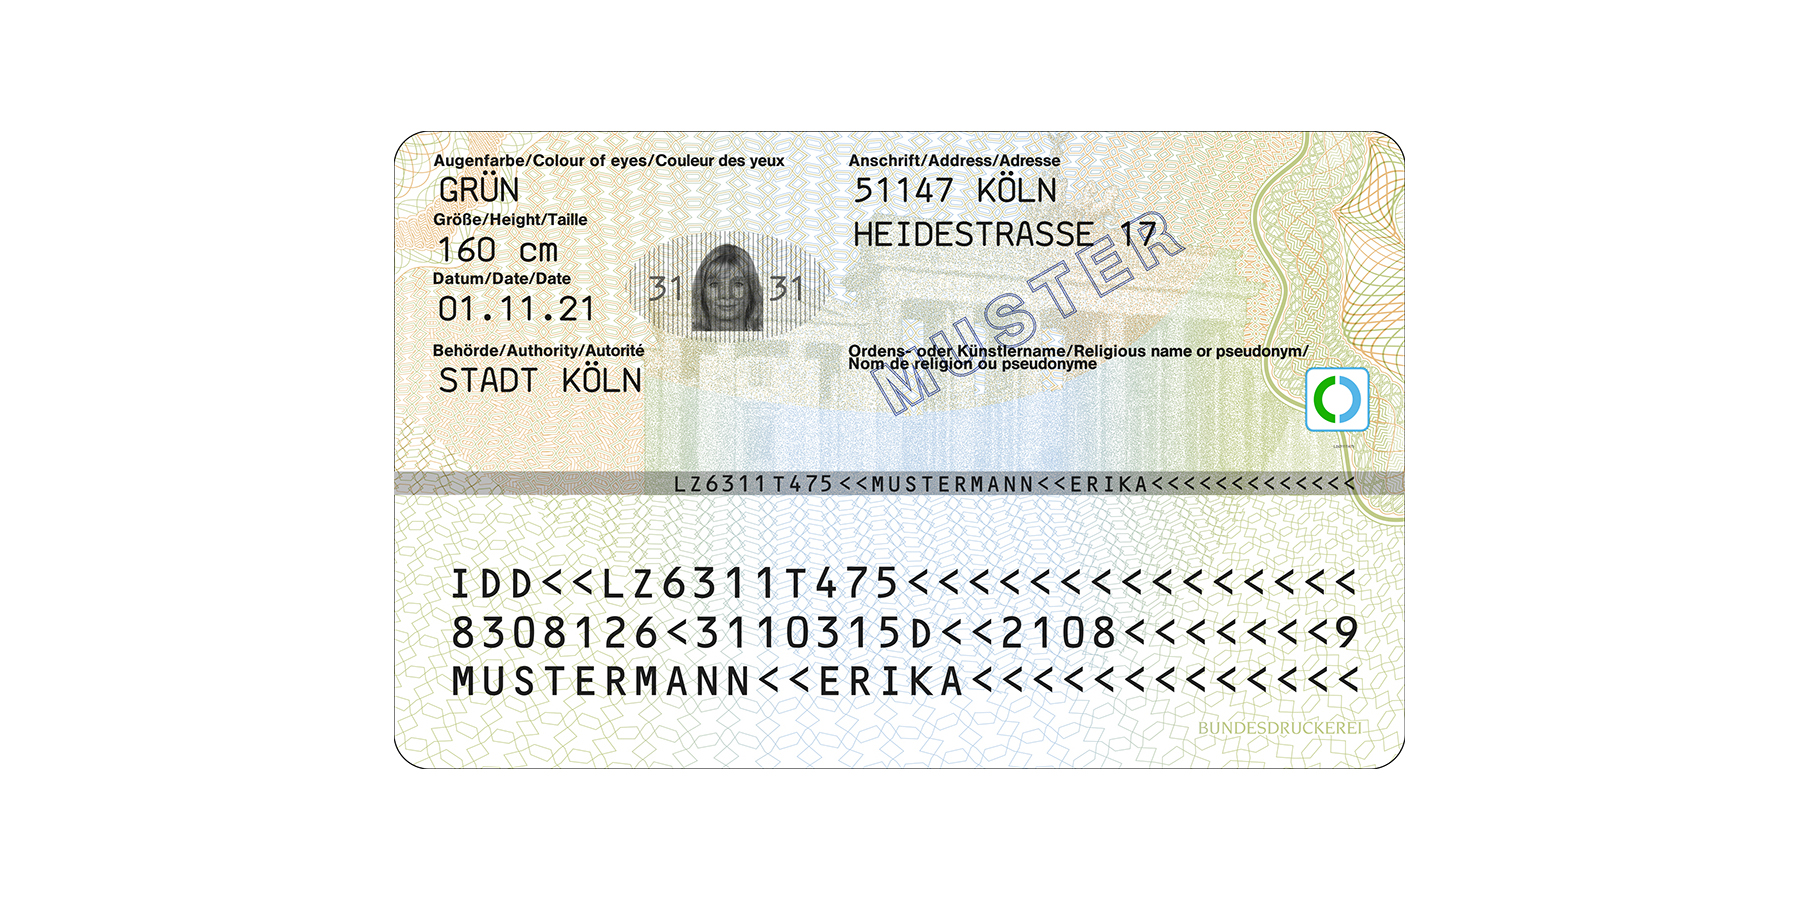 Augenfarbe/Colour of eyes/Couleur des yeux
GRÜN
Größe/Height/Taille
160 cm
Datum/Date/Date
01.11.21
Behörde/Authority/Autorité
STADT KÖLN
31 31
Anschrift/Address/Adresse
51147 KÖLN
HEIDESTRASSE 17
MUSTER
Ordens- oder Künstlername/Religious name or pseudonym/
Nom de religion ou pseudonyme
LZ6311T475<<MUSTERMANN<<ERIKA<<<<<<<<<<<<<
IDD<<LZ6311T475<<<<<<<<<<<<<<<
8308126<3110315D<<2108<<<<<<<9
MUSTERMANN<<ERIKA<<<<<<<<<<<<<
BUNDESDRUCKEREI